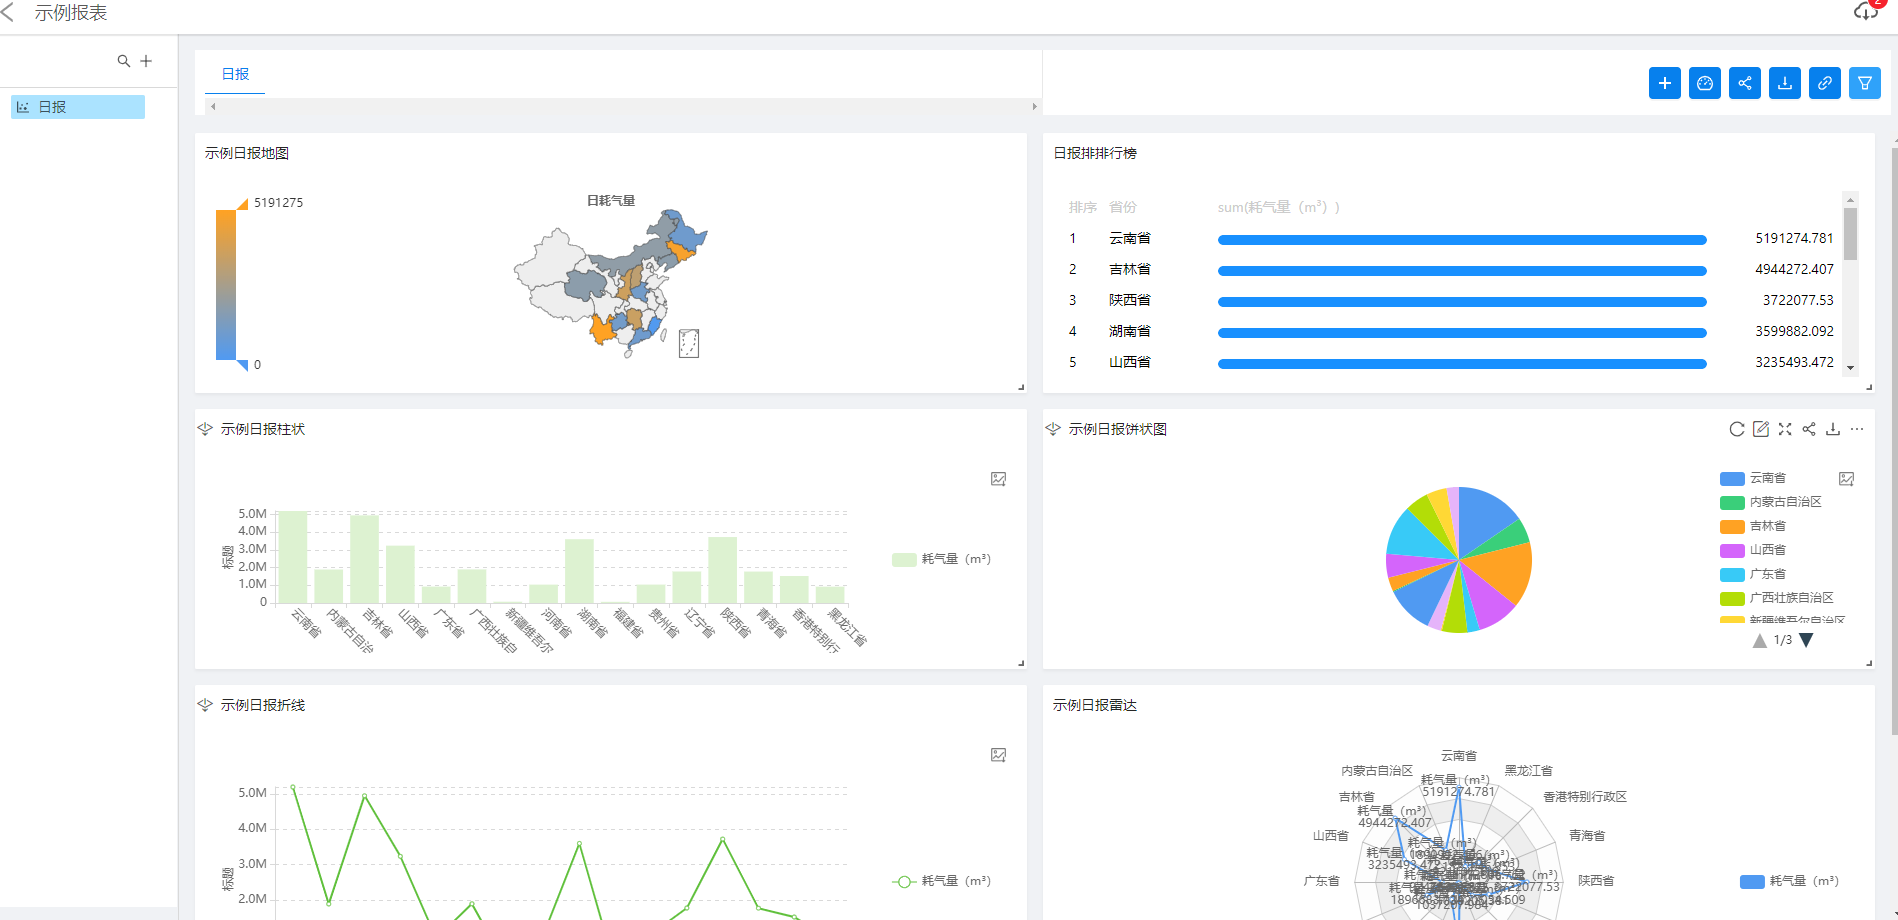 示例报表
2
日报
日报
示例日报地图
5191275
0
日耗气量
日报排排行榜
排序 省份 sum(耗气量（m³）)
1 云南省 5191274.781
2 吉林省 4944272.407
3 陕西省 3722077.53
4 湖南省 3599882.092
5 山西省 3235493.472
示例日报柱状
标题
5.0M
4.0M
3.0M
2.0M
1.0M
0
云南省
内蒙古自治
吉林省
山西省
广东省
广西壮族自
新疆维吾尔
河南省
湖南省
福建省
贵州省
辽宁省
陕西省
青海省
香港特别行
黑龙江省
耗气量（m³）
示例日报饼状图
云南省
内蒙古自治区
吉林省
山西省
广东省
广西壮族自治区
新疆维吾尔自治区
1/3
示例日报折线
标题
5.0M
4.0M
3.0M
2.0M
耗气量（m³）
示例日报雷达
云南省
内蒙古自治区
黑龙江省
吉林省
香港特别行政区
山西省
青海省
广东省
陕西省
耗气量（m³）
5191274.781
耗气量（m³）
4944272.407
耗气量（m³）
3235493.472
3722077.53
1037207.984
耗气量（m³）